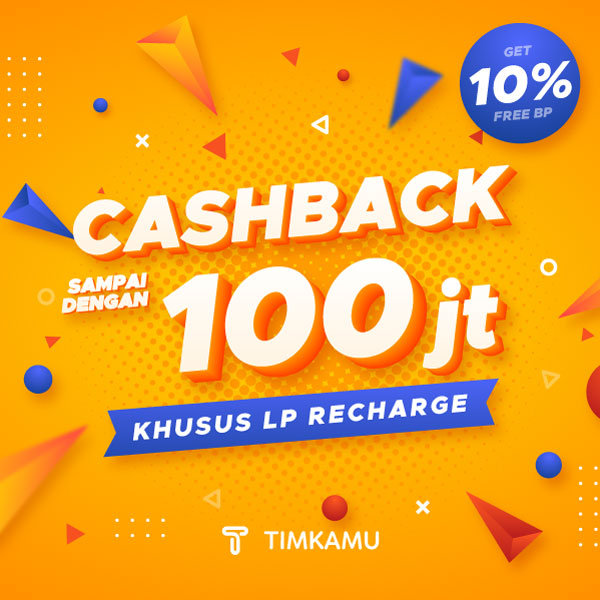 GET
10%
FREE BP
CASHBACK
SAMPAI
DENGAN
100 jt
KHUSUS LP RECHARGE
TIMKAMU